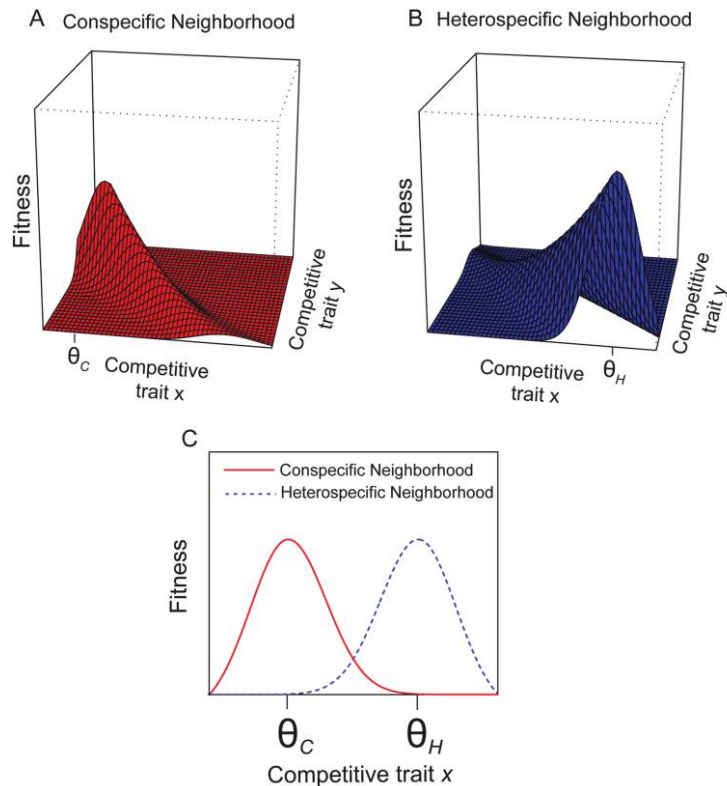 A Conspecific Neighborhood
Fitness
Competitive
trait y
θC Competitive
trait x
B Heterospecific Neighborhood
Fitness
Competitive
trait y
Competitive θH
trait x
C
Conspecific Neighborhood
Heterospecific Neighborhood
Fitness
θC θH
Competitive trait x